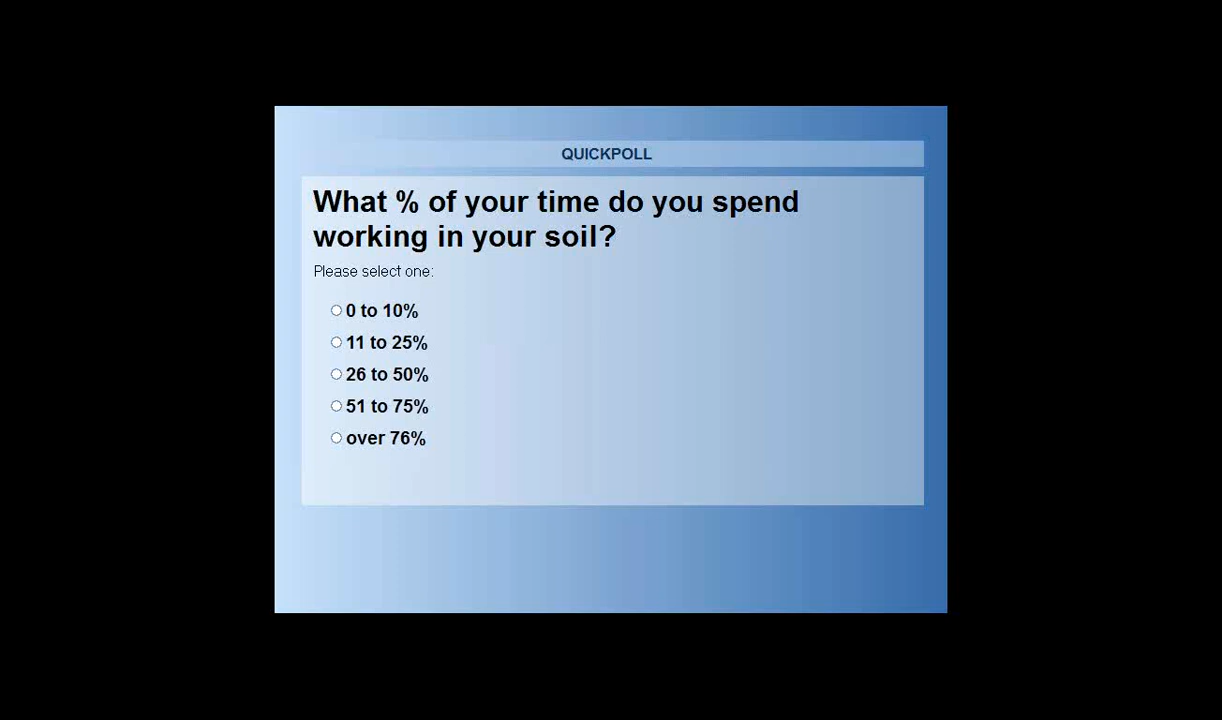 QUICKPOLL
What % of your time do you spend
working in your soil?
Please select one:
0 to 10%
11 to 25%
26 to 50%
51 to 75%
over 76%